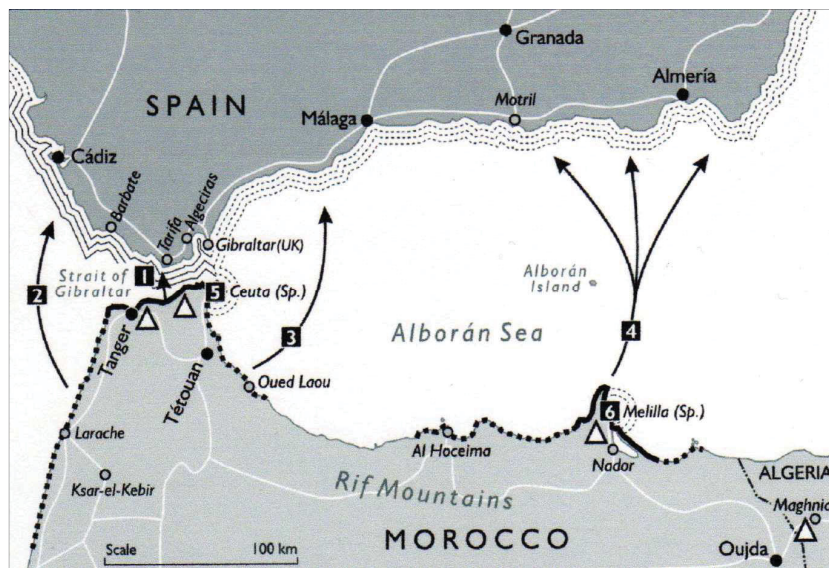 Granada
Almería
SPAIN
Motril
Málaga
Cádiz
Barbate
Tarifa
Algeciras
Gibraltar(UK)
1
Strait of
Gibraltar
2
5
Ceuta (Sp.)
Alborán
Island
3
4
Alborán Sea
Tanger
Tétouan
Oued Laou
6
Melilla (Sp.)
Larache
Al Hoceima
Nador
ALGERIA
Ksar-el-Kebir
Rif Mountains
Maghnia
MOROCCO
Oujda
Scale
100 km